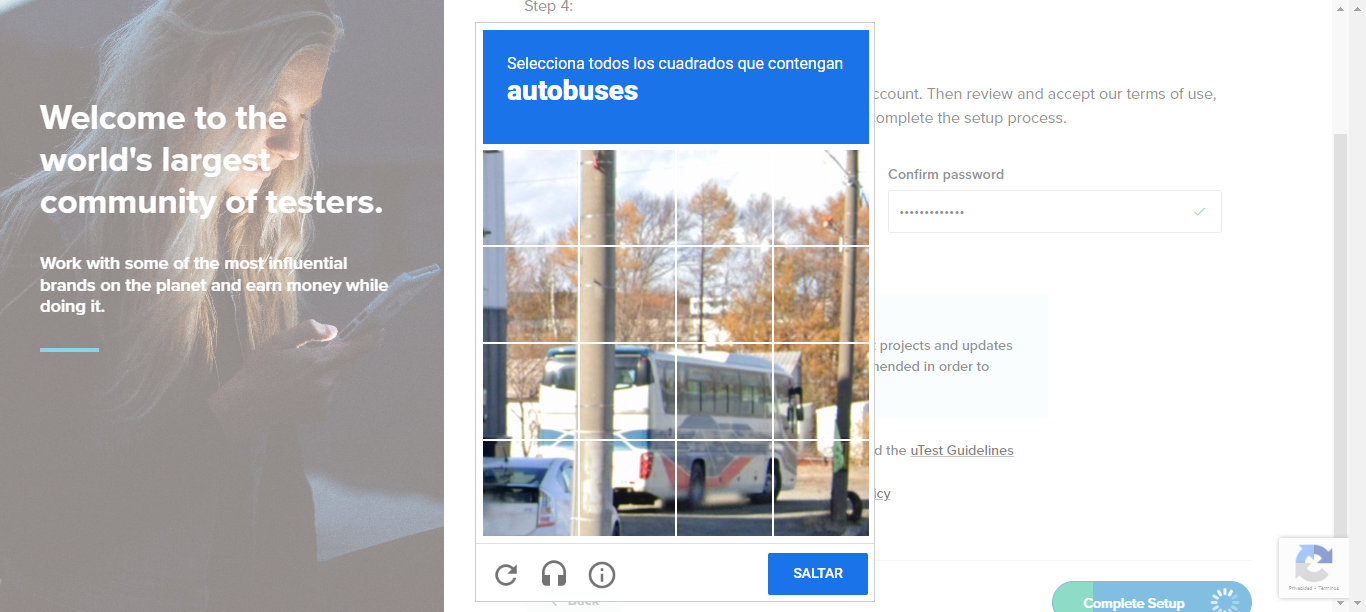 Welcome to the
world's largest
community of testers.
Work with some of the most influential
brands on the planet and earn money while
doing it.
Step 4:
Selecciona todos los cuadrados que contengan
autobuses
SALTAR
ccount. Then review and accept our terms of use,
omplete the setup process.
Confirm password
projects and updates
ended in order to
d the uTest Guidelines
icy
Back
Complete Setup
Privacidad - Términos